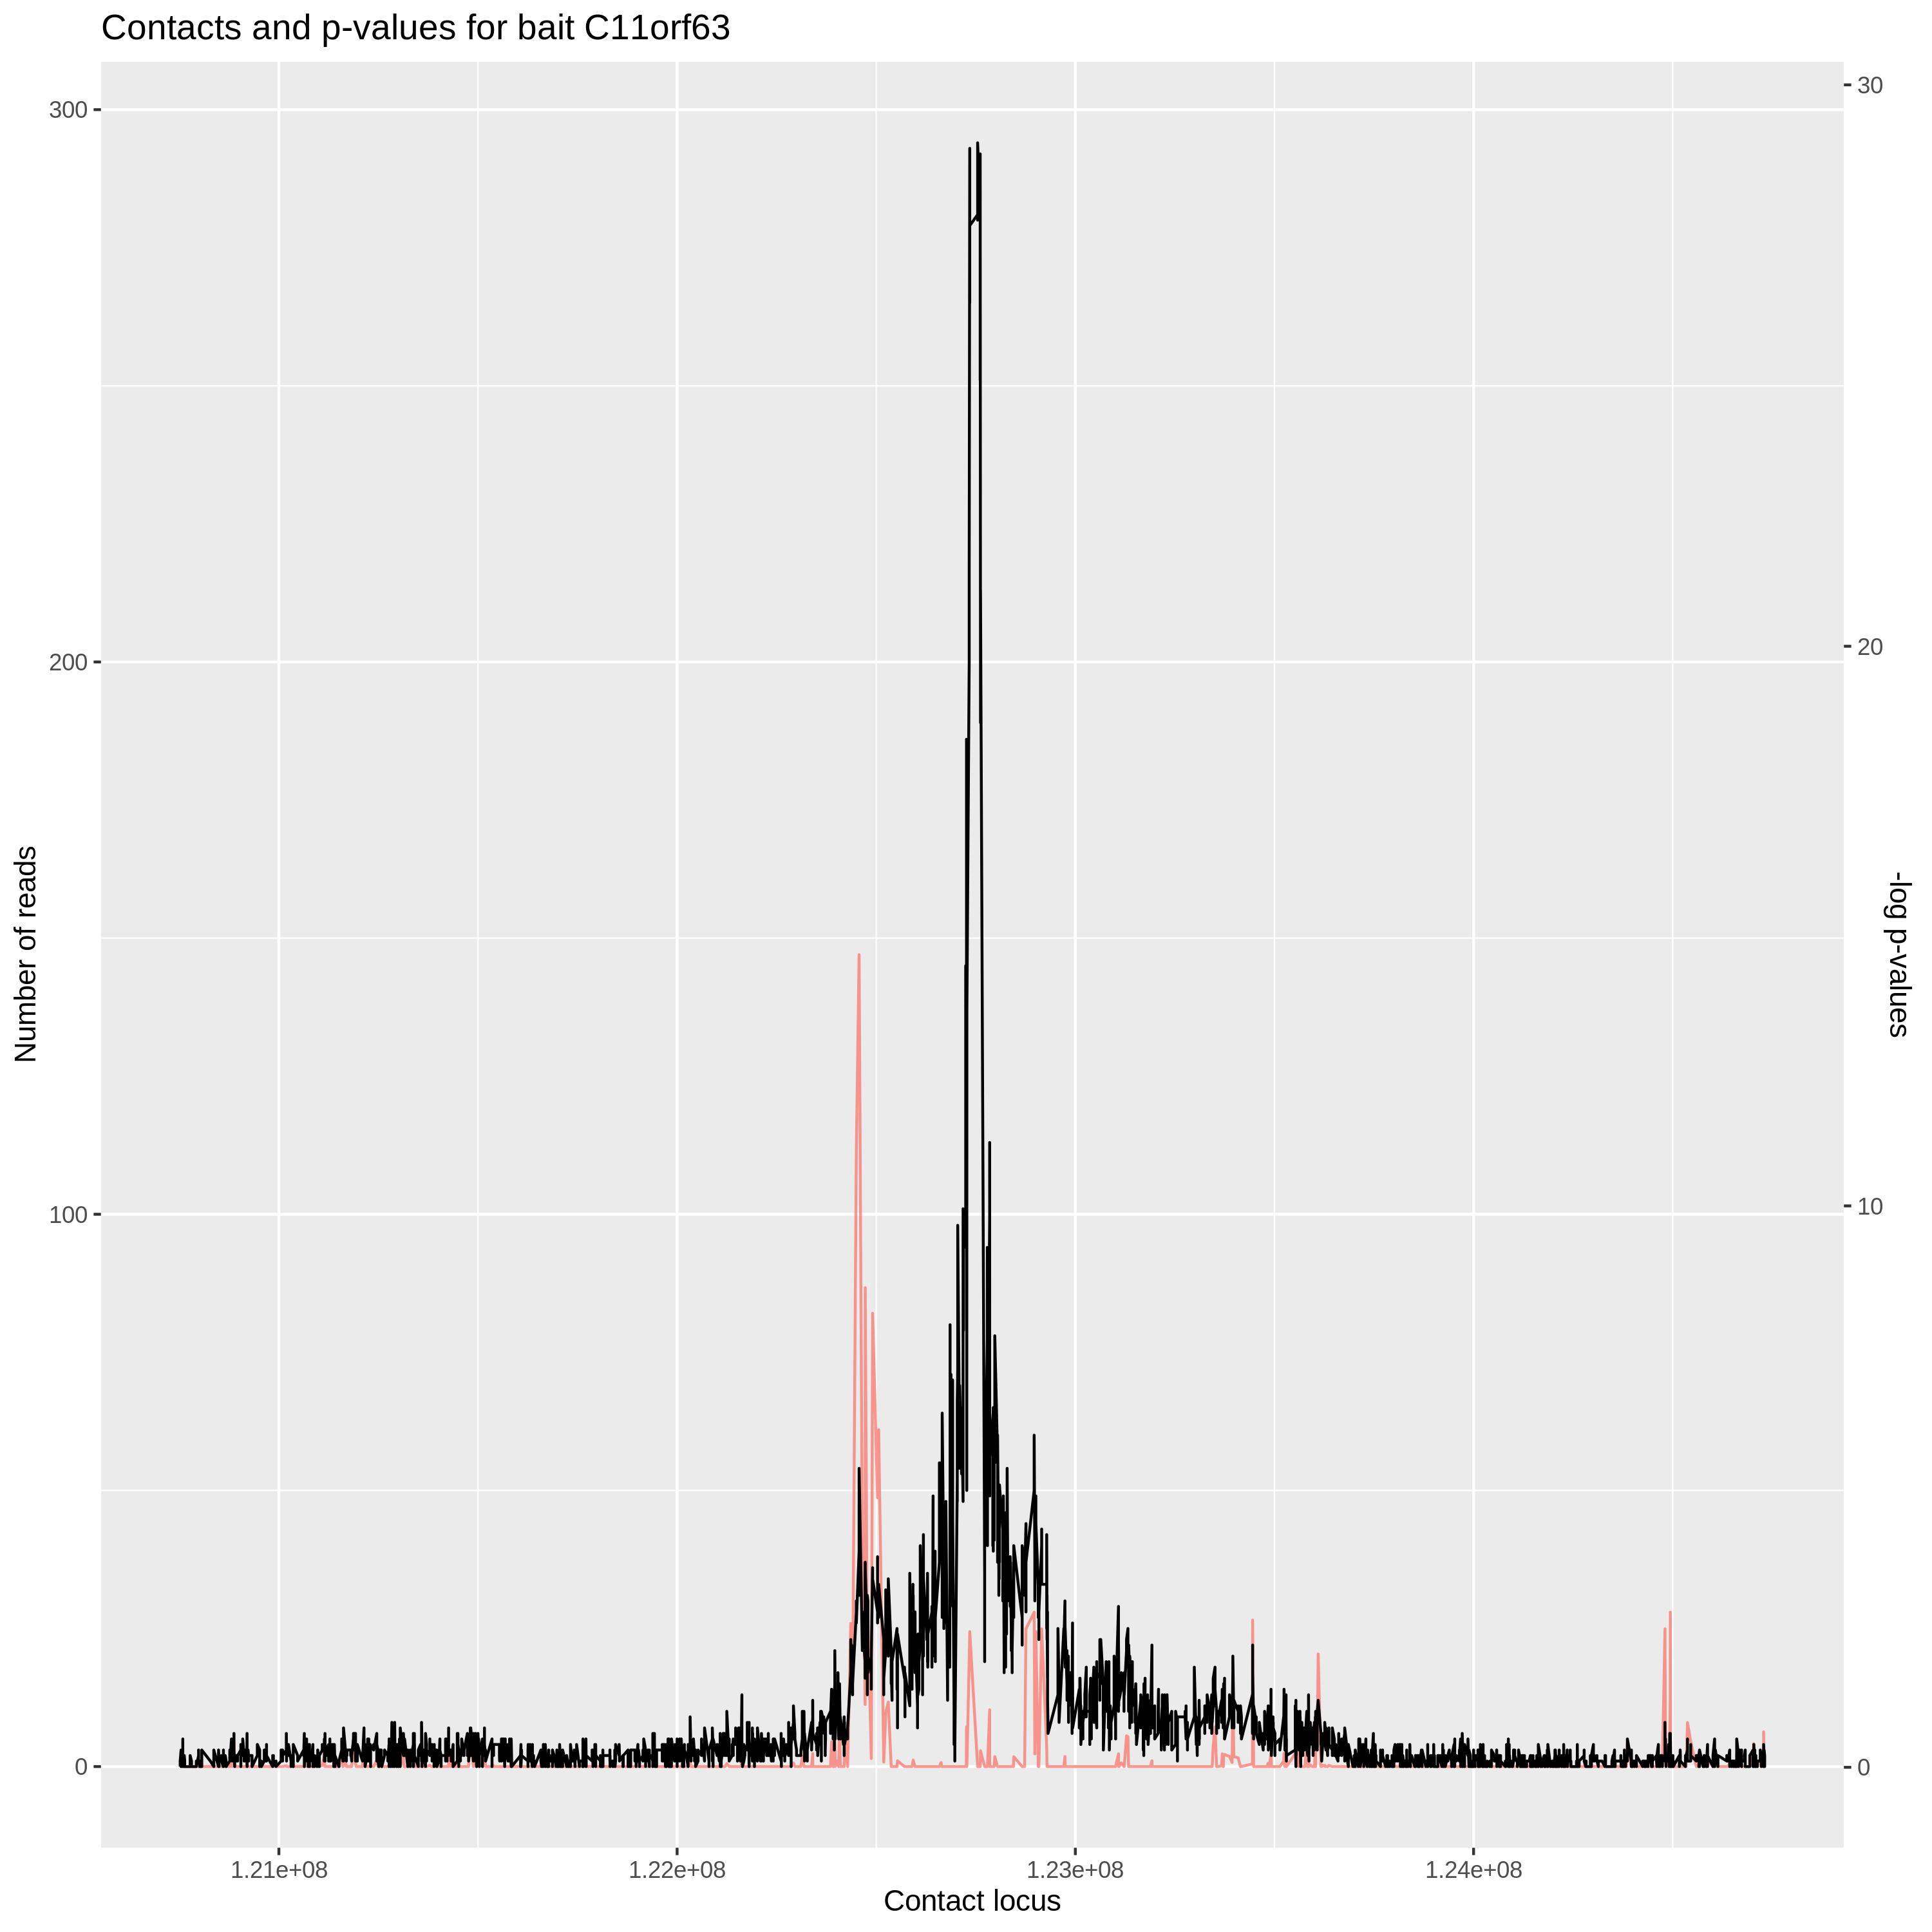 Contacts and p-values for bait C11orf63
300
200
100
0
Number of reads
30
20
10
0
-log p-values
1.21e+08
1.22e+08
1.23e+08
1.24e+08
Contact locus